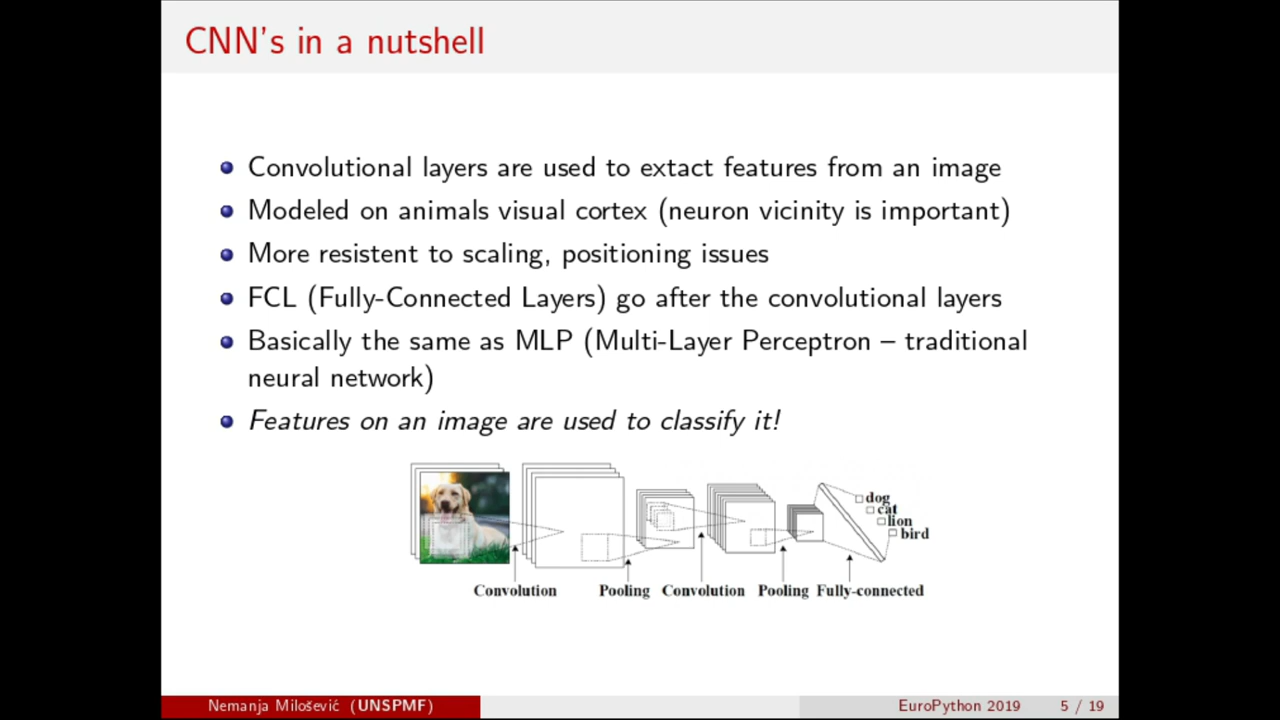 CNN's in a nutshell
Convolutional layers are used to extact features from an image
Modeled on animals visual cortex (neuron vicinity is important)
More resistent to scaling, positioning issues
FCL (Fully-Connected Layers) go after the convolutional layers
Basically the same as MLP (Multi-Layer Perceptron – traditional
neural network)
Features on an image are used to classify it!
dog
cat
lion
bird
Convolution Pooling Convolution Pooling Fully-connected
Nemanja Milošević (UNSPMF) EuroPython 2019 5 / 19